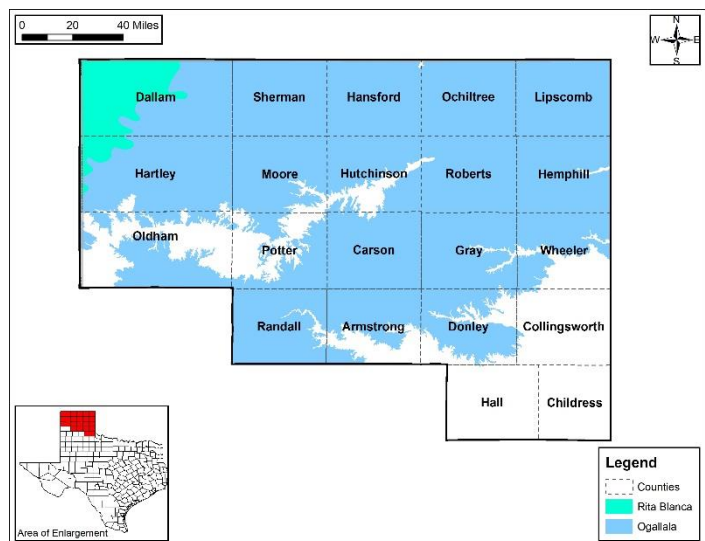 0 20 40 Miles
N
W E
S
Dallam Sherman Hansford Ochiltree Lipscomb
Hartley Moore Hutchinson Roberts Hemphill
Oldham Potter Carson Gray Wheeler
Randall Armstrong Donley Collingsworth
Hall Childress
Area of Enlargement
Legend
Counties
Rita Blanca
Ogallala